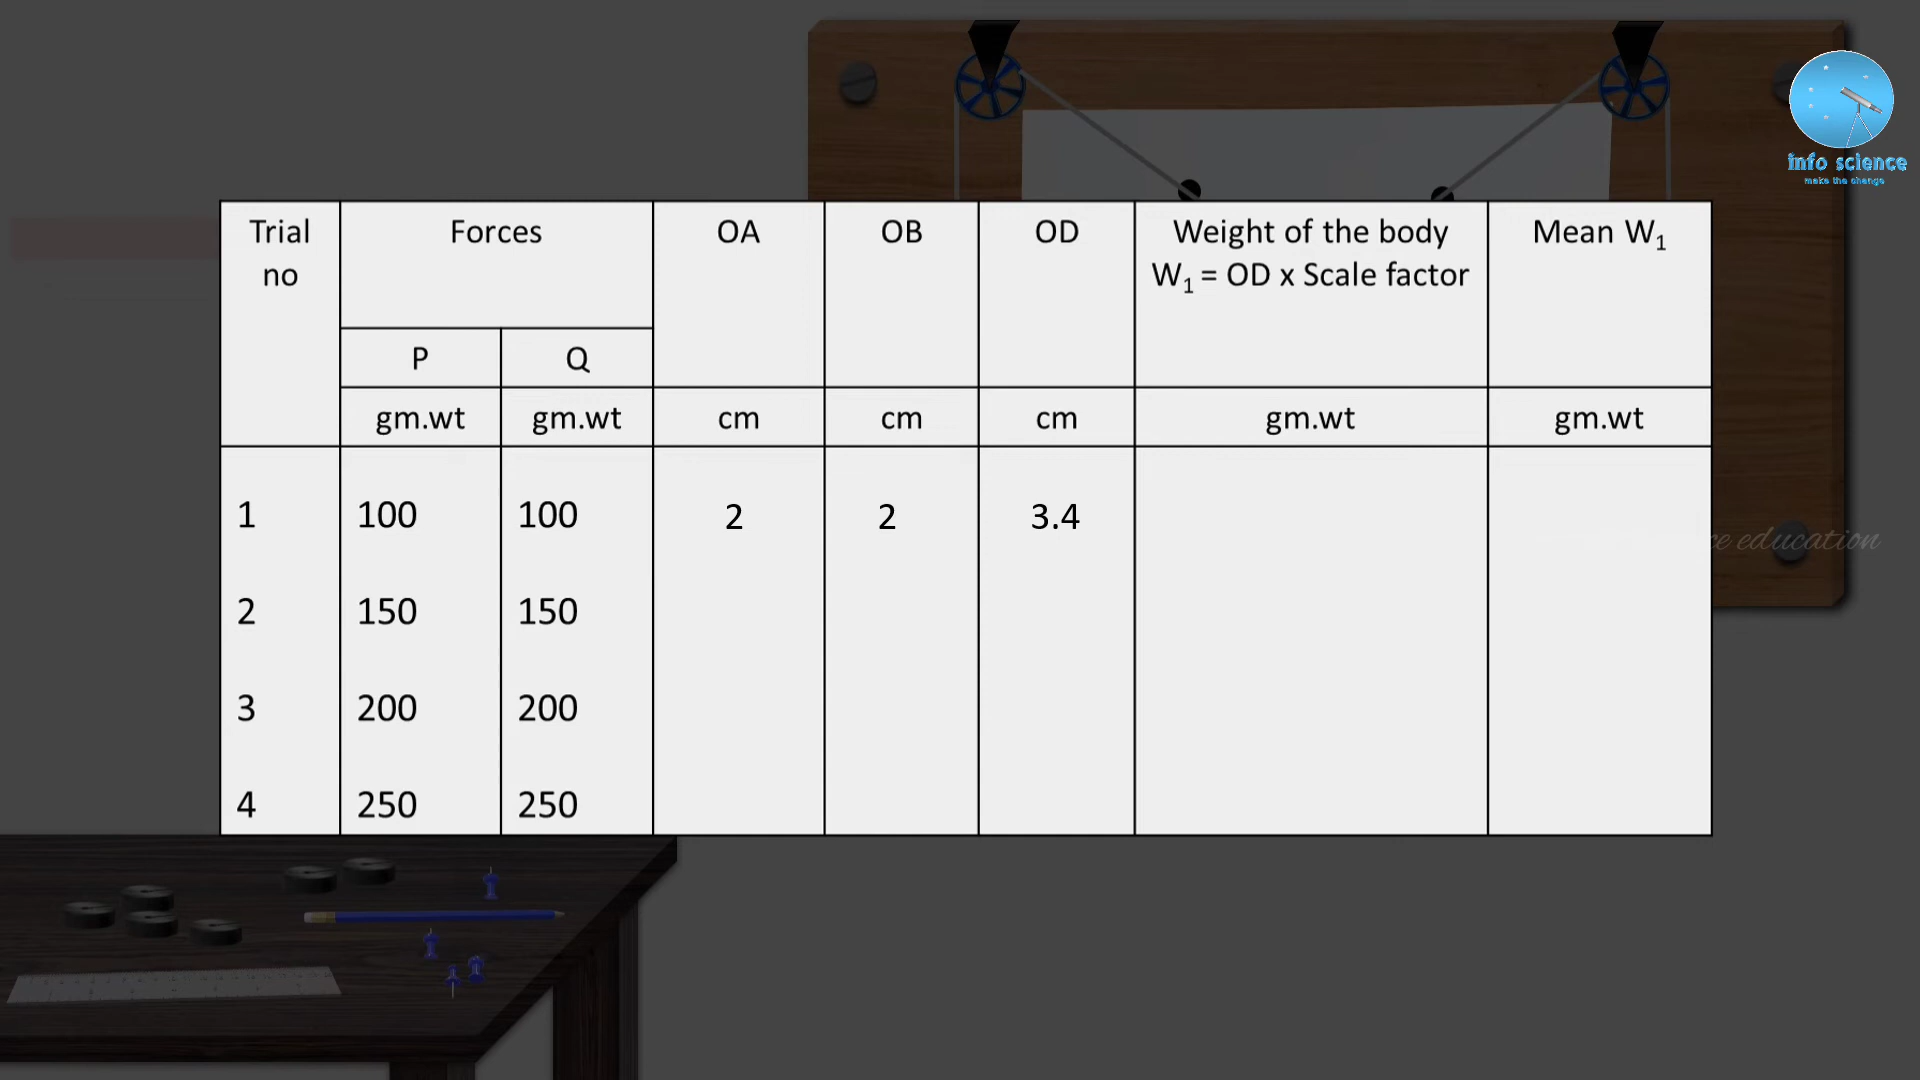 info science
make the change
Trial no
Forces
OA
OB
OD
Weight of the body
W₁ = OD x Scale factor
Mean W₁
P
Q
gm.wt
gm.wt
cm
cm
cm
gm.wt
gm.wt
1 100 100 2 2 3.4
2 150 150
3 200 200
4 250 250
education